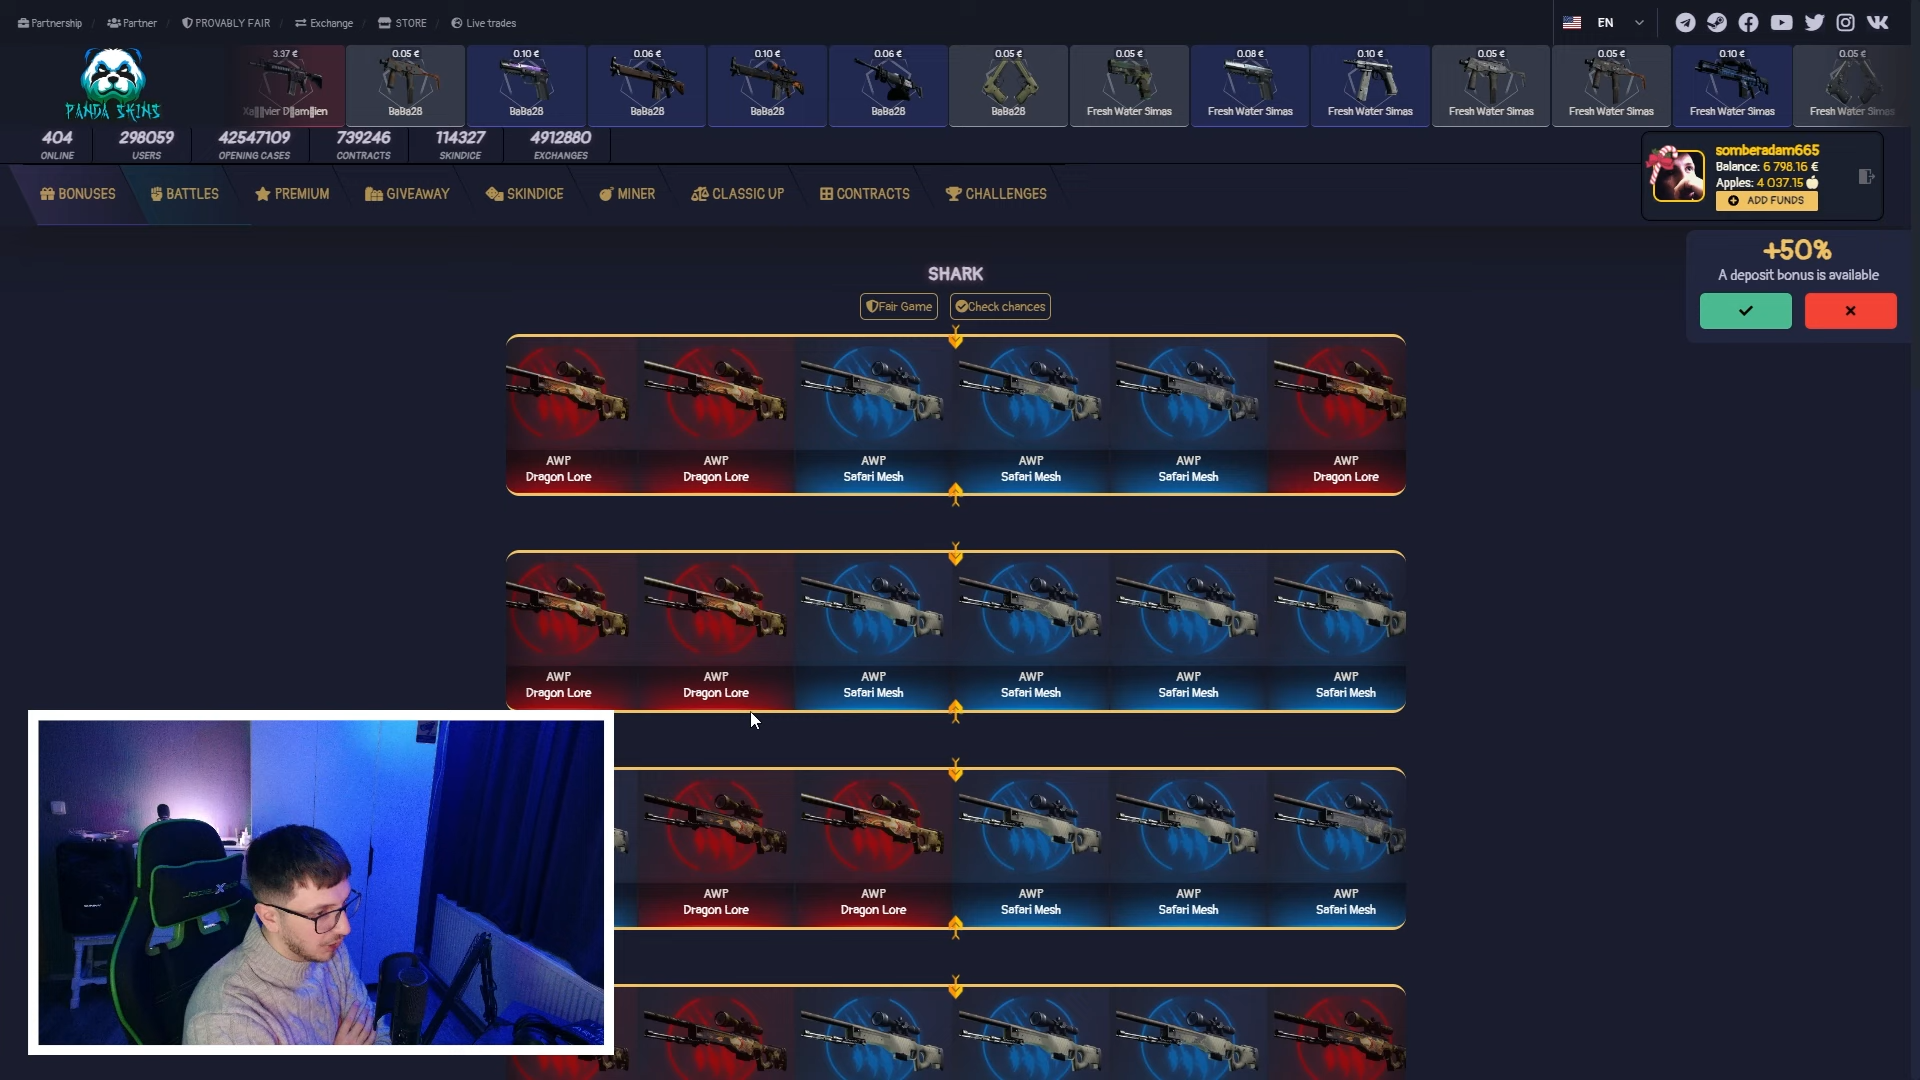 Partnership / Partner / PROVABLY FAIR / Exchange / STORE / Live trades
EN
PANDA SKINS
3.37 € 0.05 € 0.10 € 0.06 € 0.10 € 0.06 € 0.05 € 0.05 € 0.08 € 0.10 € 0.05 € 0.05 € 0.10 € 0.05 €
BaBa28 BaBa28 BaBa28 BaBa28 BaBa28 BaBa28 Fresh Water Simas Fresh Water Simas Fresh Water Simas Fresh Water Simas Fresh Water Simas Fresh Water Simas Fresh Water Simas
404 298059 42547109 739246 114327 4912880
ONLINE USERS OPENING CASES CONTRACTS SKINDICE EXCHANGES
somberadam665
Balance: 6 798.16 €
Apples: 4 037.15
ADD FUNDS
BONUSES BATTLES PREMIUM GIVEAWAY SKINDICE MINER CLASSIC UP CONTRACTS CHALLENGES
+50%
A deposit bonus is available
SHARK
Fair Game Check chances
AWP AWP AWP AWP AWP AWP
Dragon Lore Dragon Lore Safari Mesh Safari Mesh Safari Mesh Dragon Lore
AWP AWP AWP AWP AWP AWP
Dragon Lore Dragon Lore Safari Mesh Safari Mesh Safari Mesh Safari Mesh
AWP AWP AWP AWP AWP
Dragon Lore Dragon Lore Safari Mesh Safari Mesh Safari Mesh